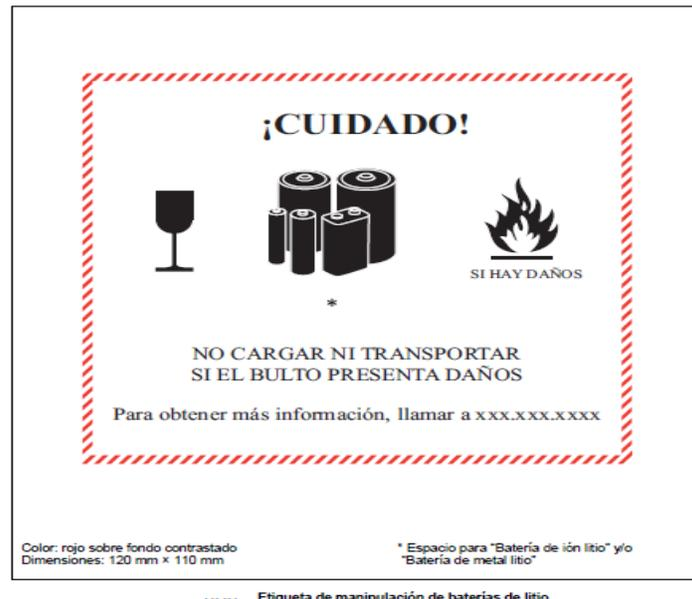 ¡CUIDADO!
SI HAY DAÑOS
*
NO CARGAR NI TRANSPORTAR
SI EL BULTO PRESENTA DAÑOS
Para obtener más información, llamar a xxx.xxx.xxxx
Color: rojo sobre fondo contrastado
Dimensiones: 120 mm × 110 mm
* Espacio para "Batería de ión litio" y/o
"Batería de metal litio"
Etiqueta de manipulación de baterías de litio